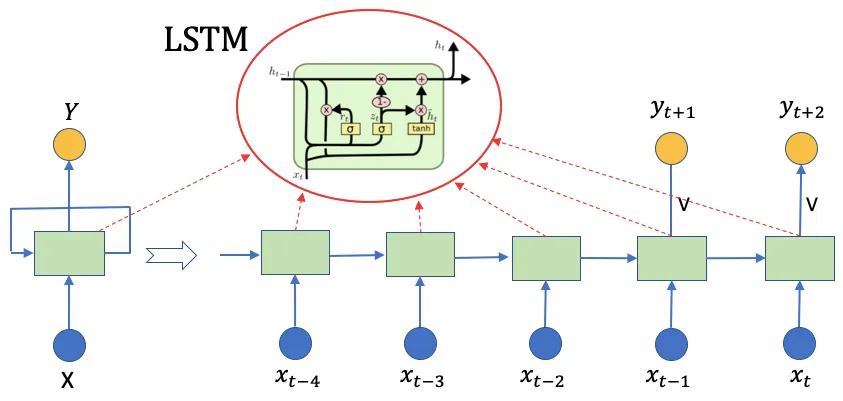 LSTM
h_t
h_{t-1}
x
+
1-
x
r_t
z_t
x
h̃_t
σ
σ
tanh
x_t
Y
y_{t+1}
y_{t+2}
V
V
X
x_{t-4}
x_{t-3}
x_{t-2}
x_{t-1}
x_t